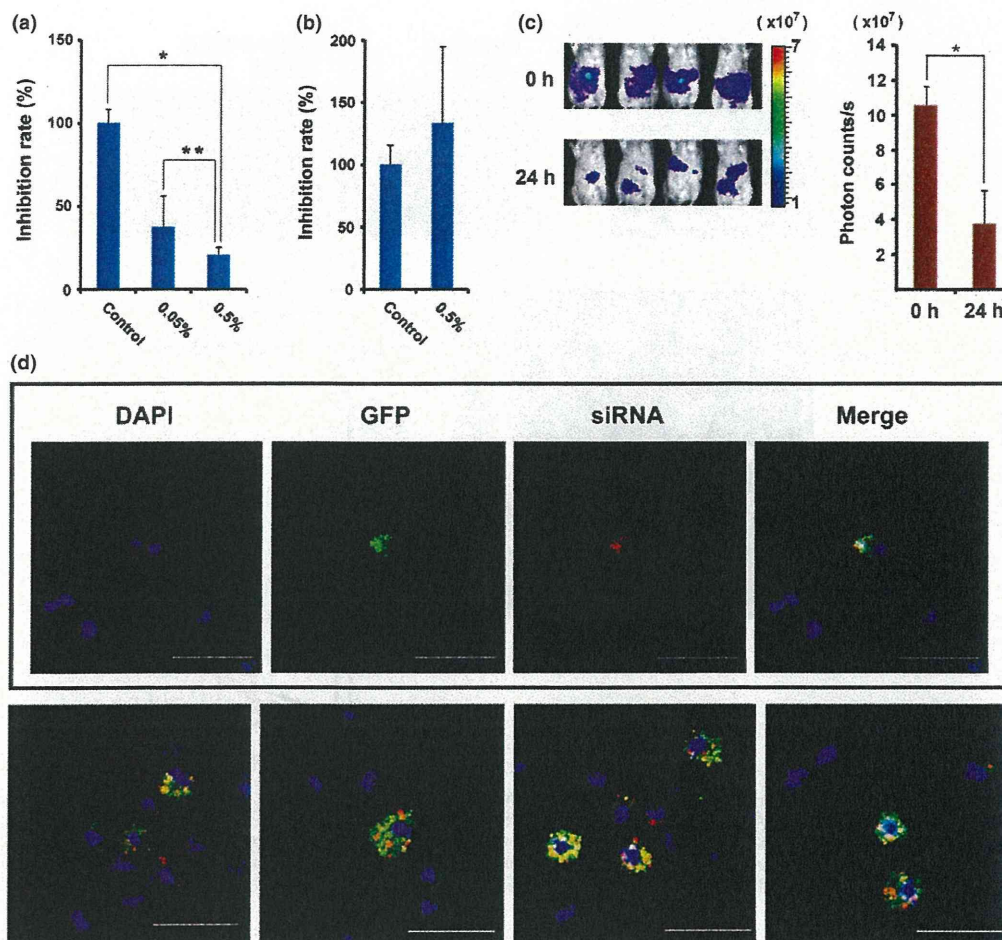 (a)
Inhibition rate (%)
150
100
50
0
*
**
Control
0.05%
0.5%
(b)
Inhibition rate (%)
200
150
100
50
0
Control
0.5%
(c)
0 h
24 h
(x10⁷)
7
1
(x10⁷)
Photon counts/s
14
12
10
8
6
4
2
*
0 h
24 h
(d)
DAPI
GFP
siRNA
Merge